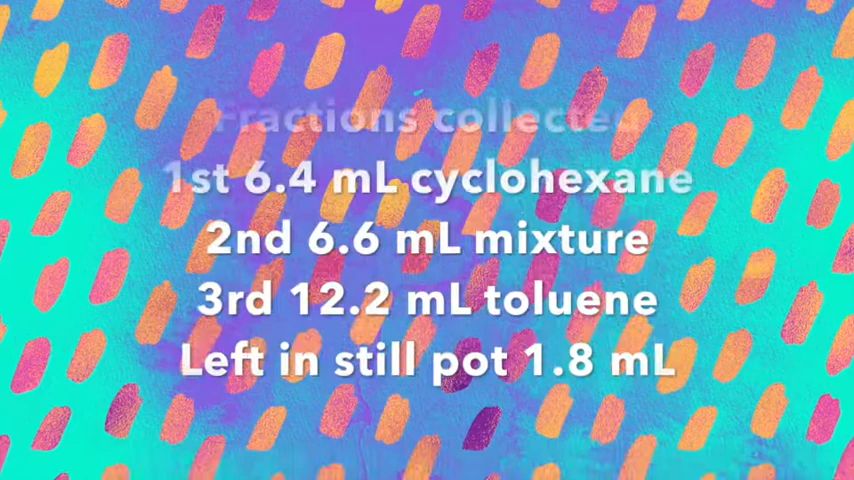 Fractions collected
1st 6.4 mL cyclohexane
2nd 6.6 mL mixture
3rd 12.2 mL toluene
Left in still pot 1.8 mL